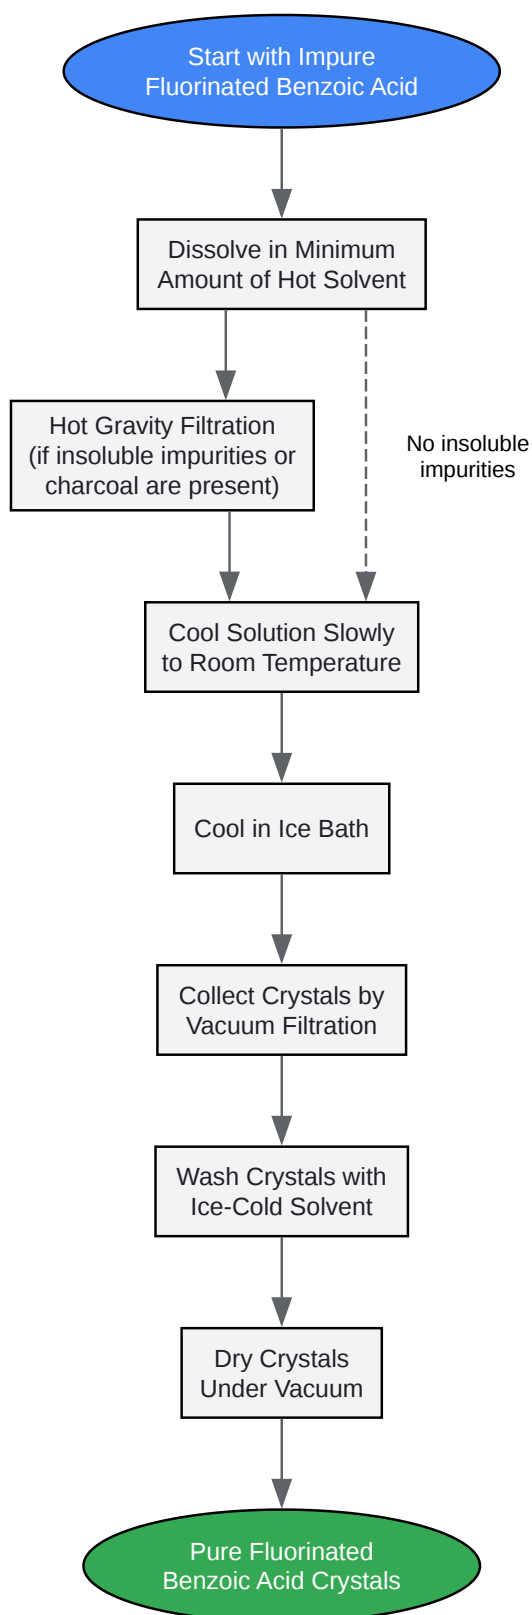 Start with Impure
Fluorinated Benzoic Acid
Dissolve in Minimum
Amount of Hot Solvent
Hot Gravity Filtration
(if insoluble impurities or
charcoal are present)
No insoluble
impurities
Cool Solution Slowly
to Room Temperature
Cool in Ice Bath
Collect Crystals by
Vacuum Filtration
Wash Crystals with
Ice-Cold Solvent
Dry Crystals
Under Vacuum
Pure Fluorinated
Benzoic Acid Crystals